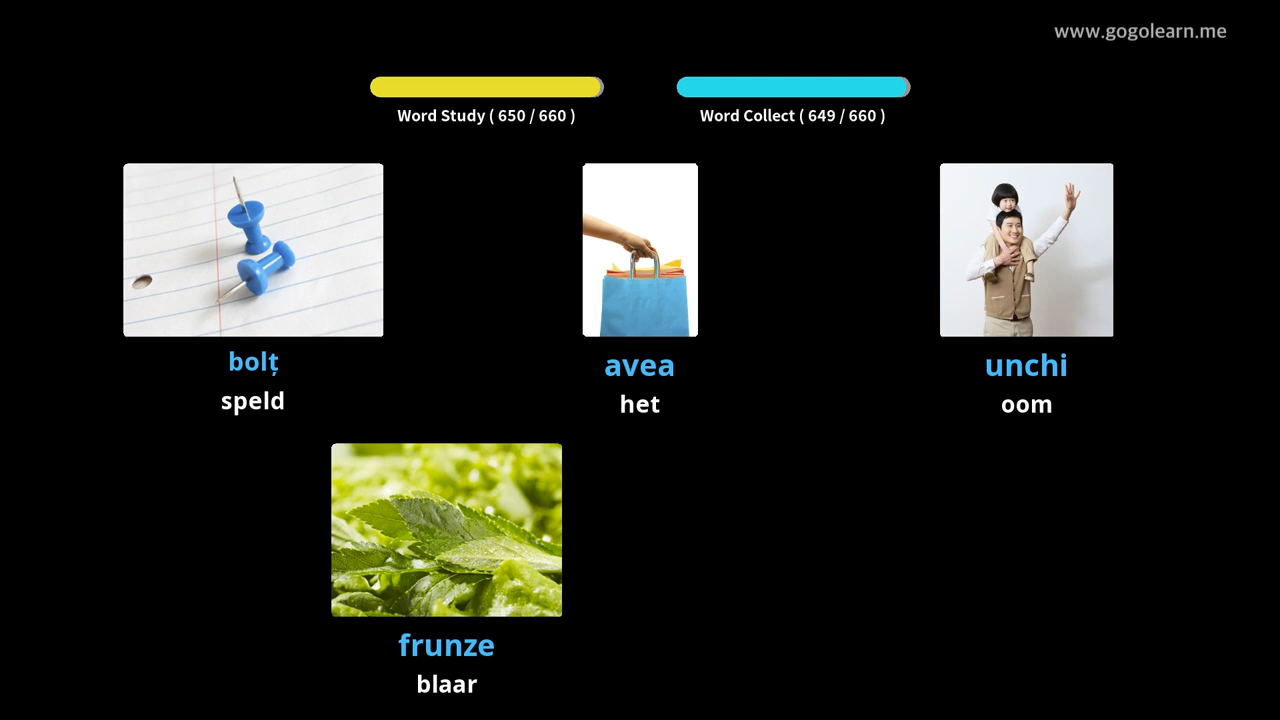 www.gogolearn.me
Word Study ( 650 / 660 )
Word Collect ( 649 / 660 )
bolț
speld
avea
het
unchi
oom
frunze
blaar